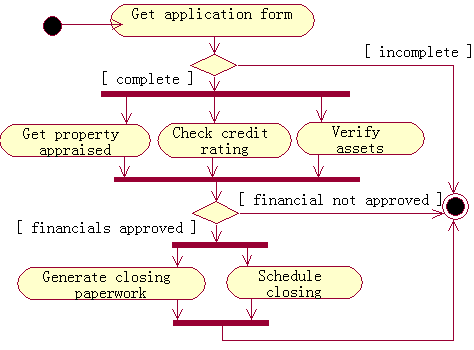 Get application form
[ incomplete ]
[ complete ]
Get property
appraised
Check credit
rating
Verify
assets
[ financial not approved ]
[ financials approved ]
Generate closing
paperwork
Schedule
closing